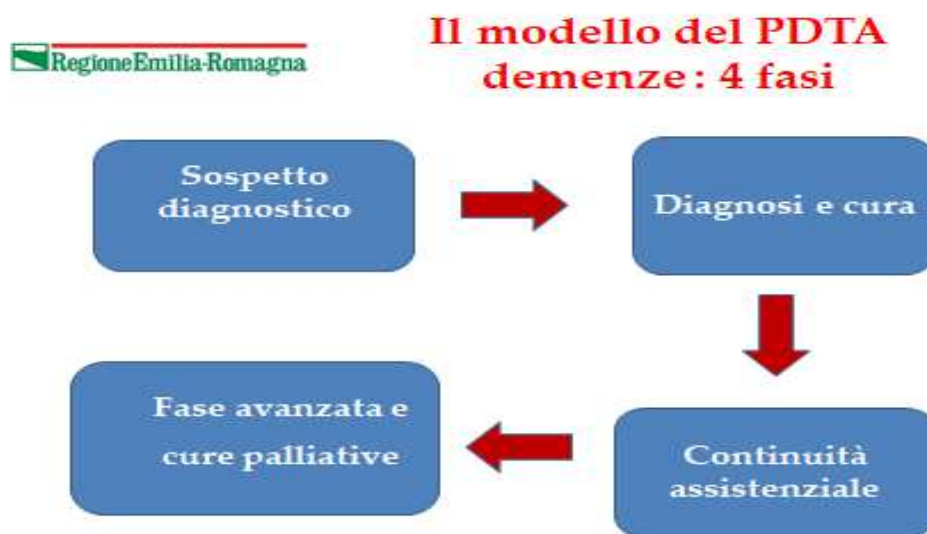 Il modello del PDTA
demenze : 4 fasi
RegioneEmilia-Romagna
Sospetto
diagnostico
Diagnosi e cura
Continuità
assistenziale
Fase avanzata e
cure palliative